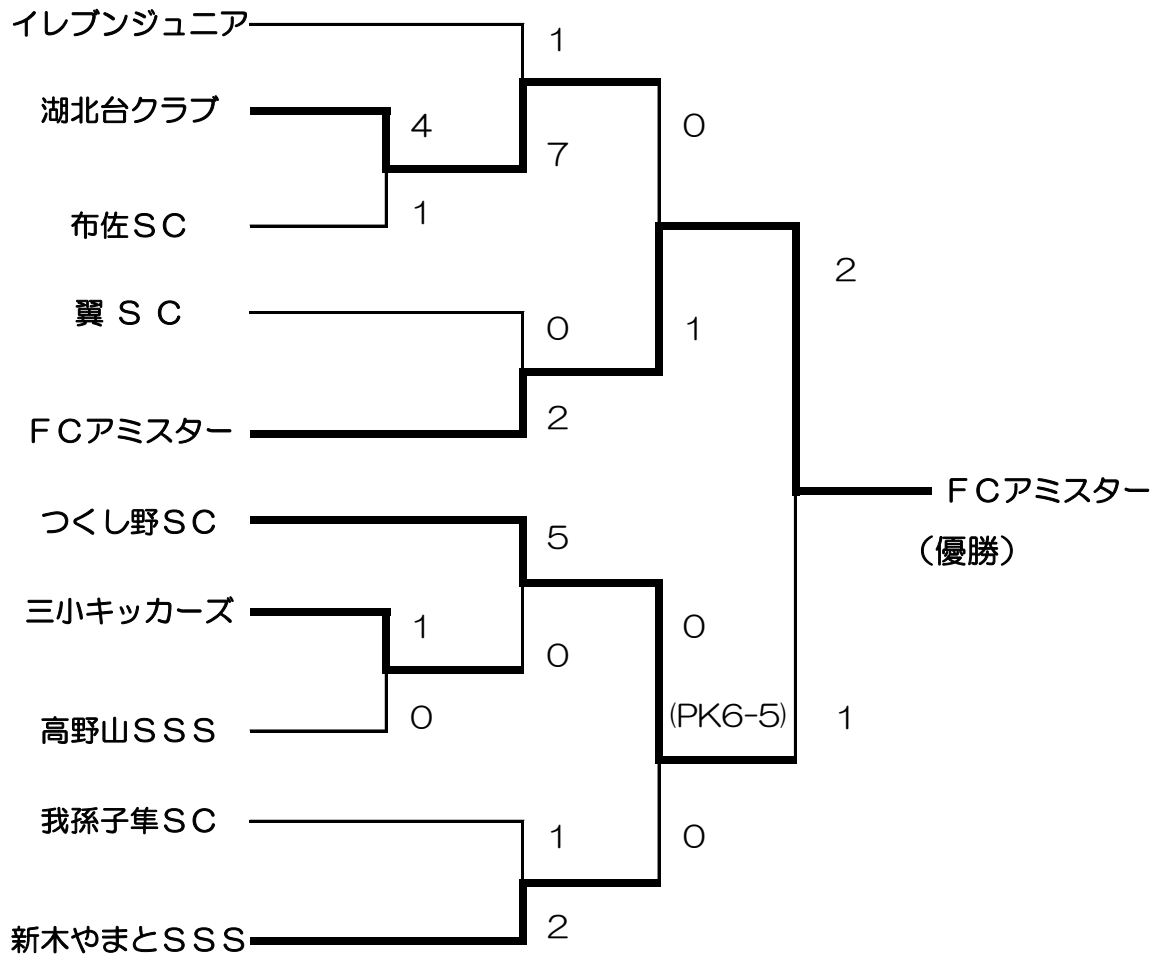 イレブンジュニア
1
湖北台クラブ
4
0
7
布佐ＳＣ
1
2
翼 Ｓ Ｃ
0
1
ＦＣアミスター
2
ＦＣアミスター
（優勝）
つくし野ＳＣ
5
三小キッカーズ
1
0
0
高野山ＳＳＳ
0
(PK6-5)
1
我孫子隼ＳＣ
1
0
新木やまとＳＳＳ
2